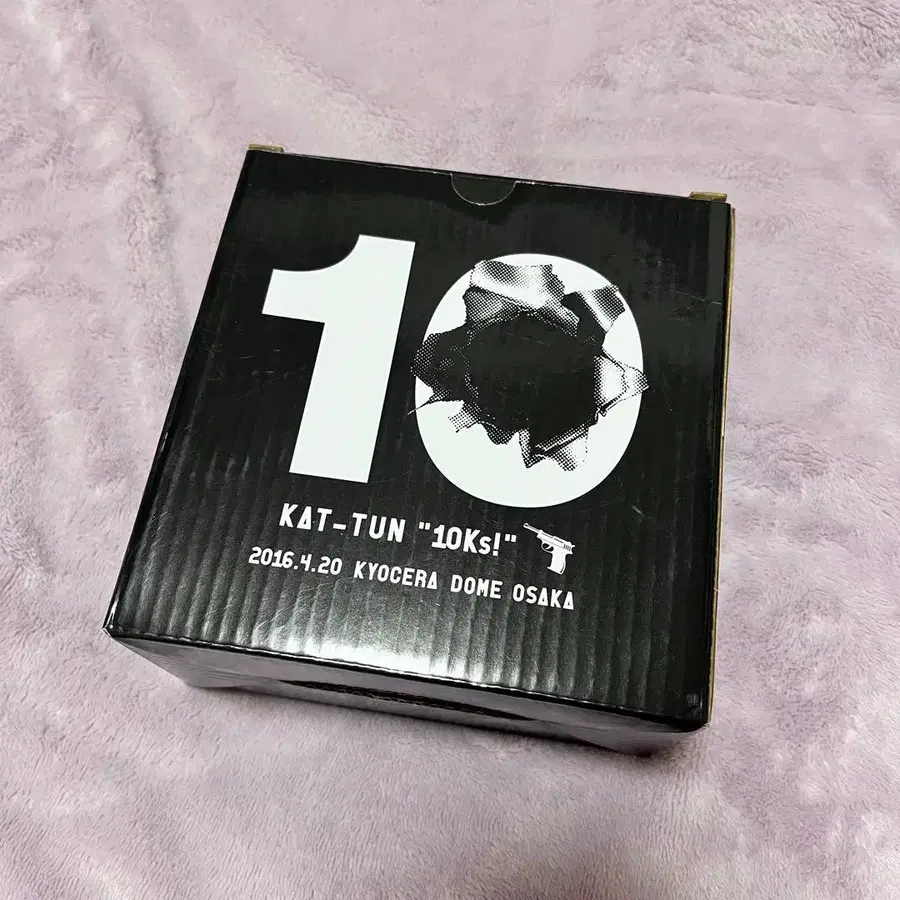 10
KAT-TUN "10Ks!"
2016.4.20 KYOCERA DOME OSAKA